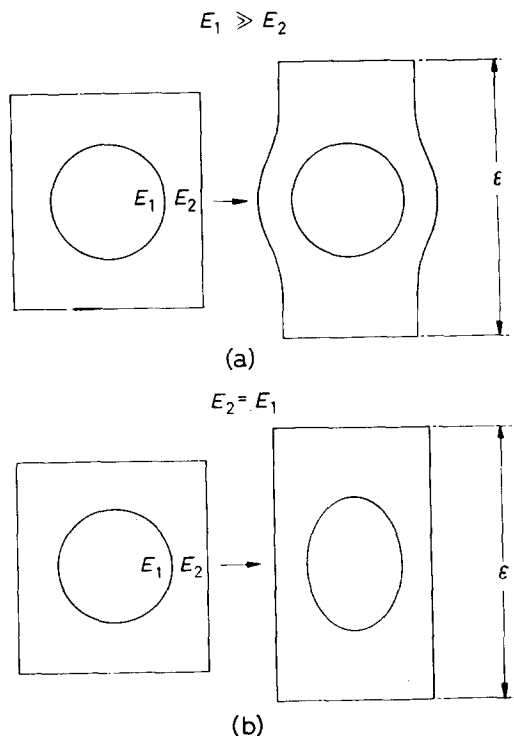 E₁ ≫ E₂
E₁ E₂
ε
(a)
E₂ = E₁
E₁ E₂
ε
(b)